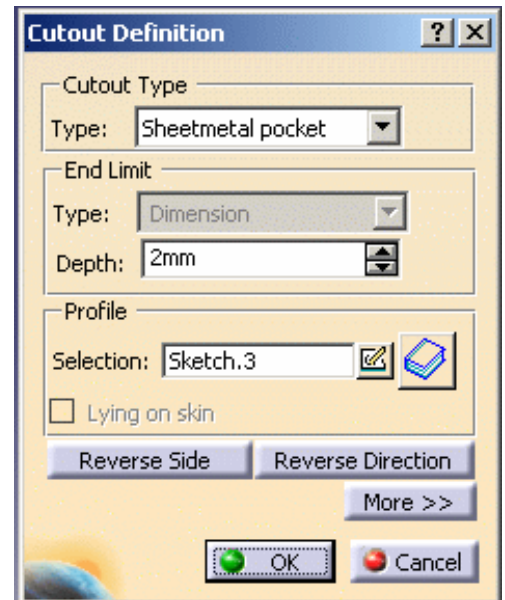 Cutout Definition
Cutout Type
Type: Sheetmetal pocket
End Limit
Type: Dimension
Depth: 2mm
Profile
Selection: Sketch.3
Lying on skin
Reverse Side Reverse Direction
More >>
OK Cancel